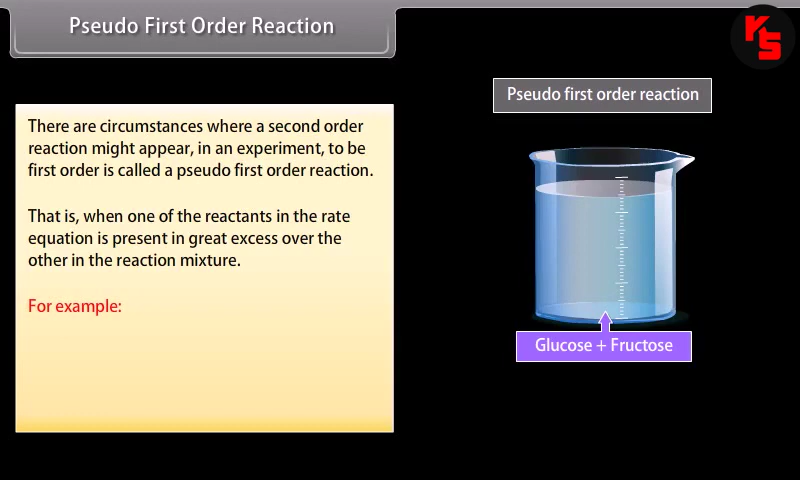 Pseudo First Order Reaction
KS
Pseudo first order reaction
There are circumstances where a second order
reaction might appear, in an experiment, to be
first order is called a pseudo first order reaction.
That is, when one of the reactants in the rate
equation is present in great excess over the
other in the reaction mixture.
For example:
Glucose + Fructose